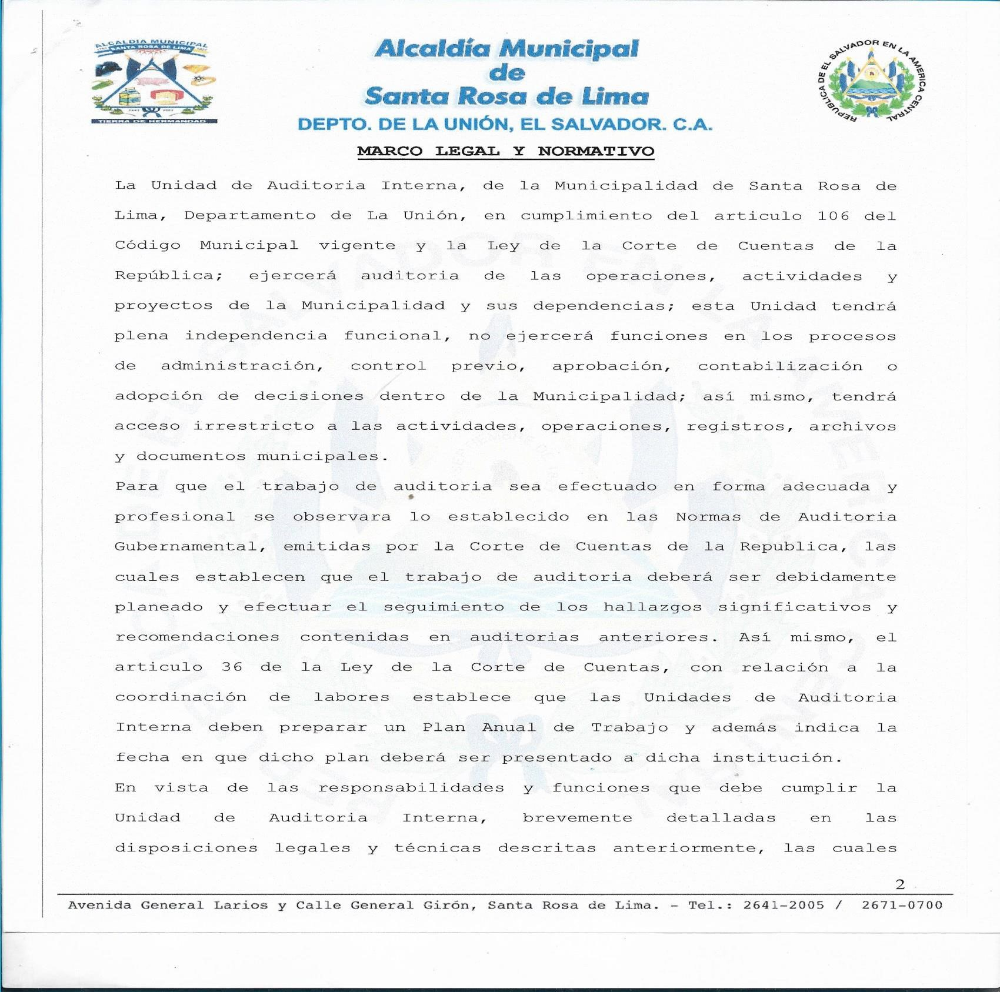 ALCALDIA MUNICIPAL
SANTA ROSA DE LIMA
TIERRA DE HERMANDAD
Alcaldía Municipal
de
Santa Rosa de Lima
DEPTO. DE LA UNIÓN, EL SALVADOR. C.A.
REPUBLICA DE EL SALVADOR EN LA AMERICA CENTRAL
MARCO LEGAL Y NORMATIVO
La Unidad de Auditoria Interna, de la Municipalidad de Santa Rosa de
Lima, Departamento de La Unión, en cumplimiento del articulo 106 del
Código Municipal vigente y la Ley de la Corte de Cuentas de la
República; ejercerá auditoria de las operaciones, actividades y
proyectos de la Municipalidad y sus dependencias; esta Unidad tendrá
plena independencia funcional, no ejercerá funciones en los procesos
de administración, control previo, aprobación, contabilización o
adopción de decisiones dentro de la Municipalidad; así mismo, tendrá
acceso irrestricto a las actividades, operaciones, registros, archivos
y documentos municipales.
Para que el trabajo de auditoria sea efectuado en forma adecuada y
profesional se observara lo establecido en las Normas de Auditoria
Gubernamental, emitidas por la Corte de Cuentas de la Republica, las
cuales establecen que el trabajo de auditoria deberá ser debidamente
planeado y efectuar el seguimiento de los hallazgos significativos y
recomendaciones contenidas en auditorias anteriores. Así mismo, el
articulo 36 de la Ley de la Corte de Cuentas, con relación a la
coordinación de labores establece que las Unidades de Auditoria
Interna deben preparar un Plan Anual de Trabajo y además indica la
fecha en que dicho plan deberá ser presentado a dicha institución.
En vista de las responsabilidades y funciones que debe cumplir la
Unidad de Auditoria Interna, brevemente detalladas en las
disposiciones legales y técnicas descritas anteriormente, las cuales
2
Avenida General Larios y Calle General Girón, Santa Rosa de Lima. – Tel.: 2641-2005 / 2671-0700